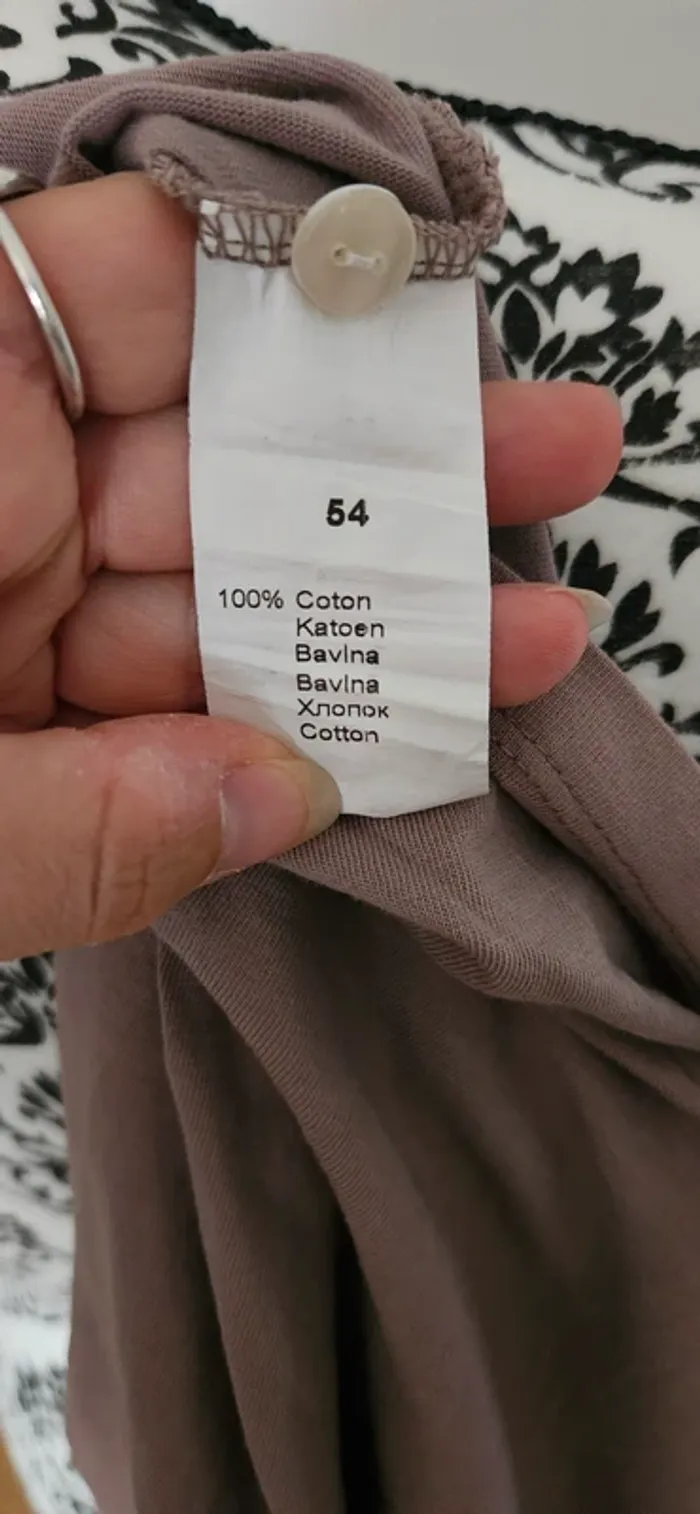 54
100% Coton
Katoen
Bavlna
Bavlna
Хлопок
Cotton